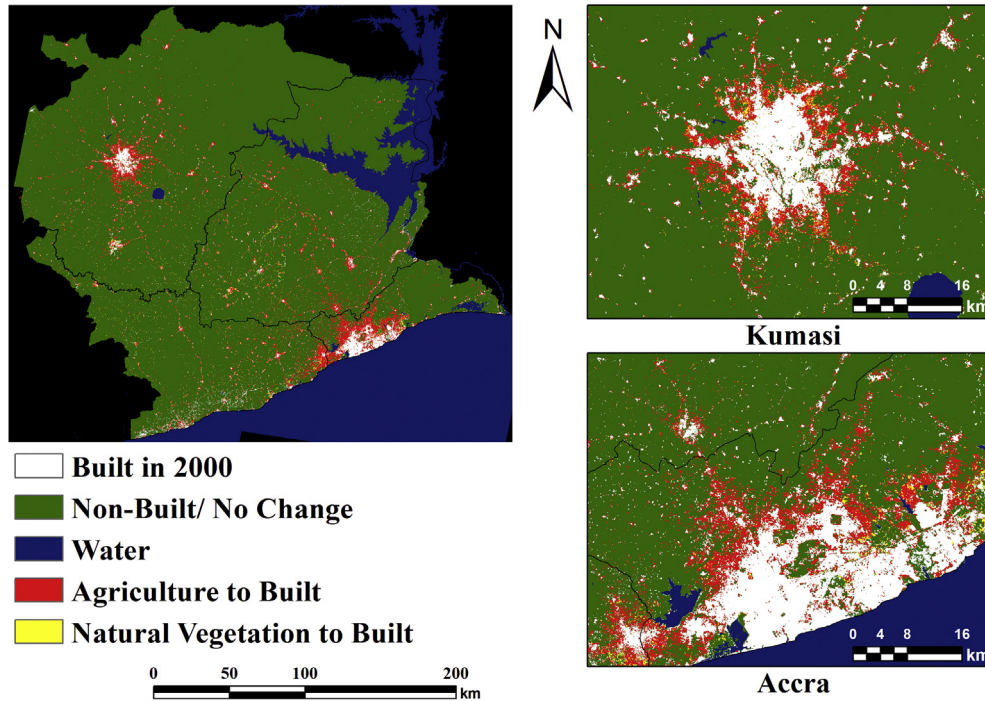 N
0 4 8 16
km
Kumasi
0 4 8 16
km
Accra
Built in 2000
Non-Built/ No Change
Water
Agriculture to Built
Natural Vegetation to Built
0 50 100 200
km